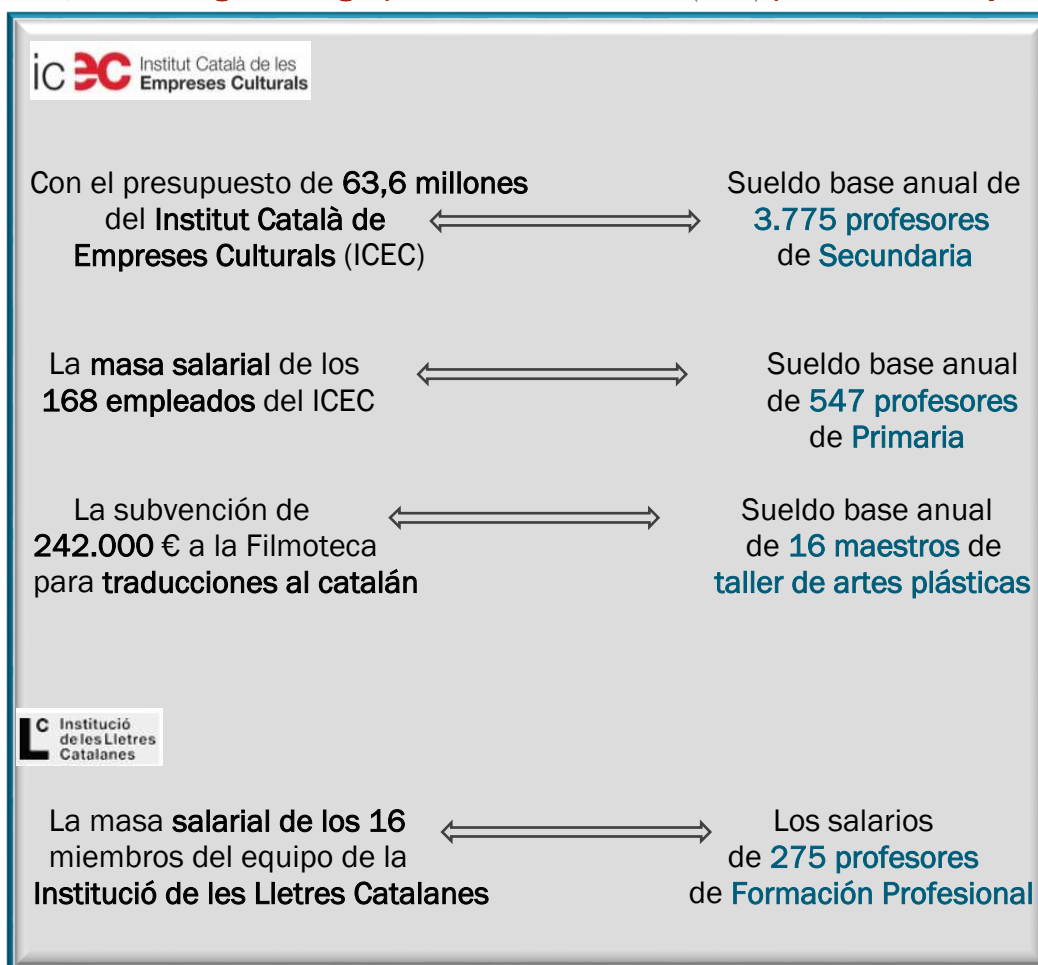 ic ec Institut Català de les
Empreses Culturals
Con el presupuesto de 63,6 millones
del Institut Català de
Empreses Culturals (ICEC)
Sueldo base anual de
3.775 profesores
de Secundaria
La masa salarial de los
168 empleados del ICEC
Sueldo base anual
de 547 profesores
de Primaria
La subvención de
242.000 € a la Filmoteca
para traducciones al catalán
Sueldo base anual
de 16 maestros de
taller de artes plásticas
LC Institució
de les Lletres
Catalanes
La masa salarial de los 16
miembros del equipo de la
Institució de les Lletres Catalanes
Los salarios
de 275 profesores
de Formación Profesional